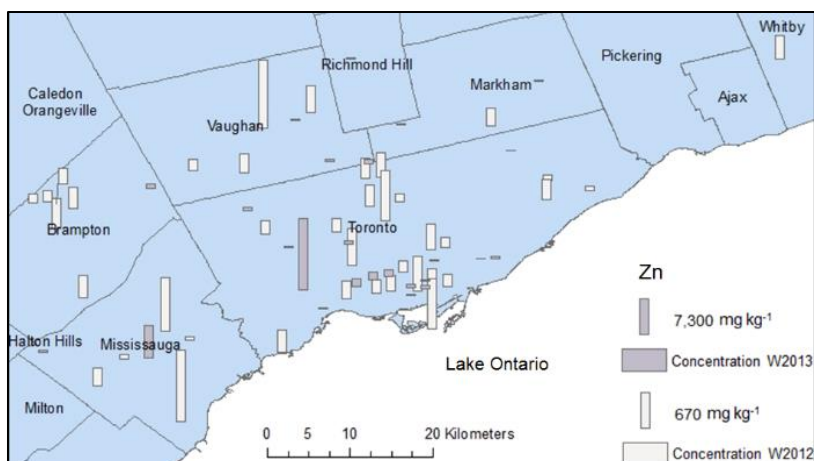 Whitby
Richmond Hill
Pickering
Markham
Caledon
Orangeville
Ajax
Vaughan
Brampton
Toronto
Zn
7,300 mg kg⁻¹
Halton Hills
Mississauga
Concentration W2013
Lake Ontario
Milton
670 mg kg⁻¹
0 5 10 20 Kilometers
Concentration W2012